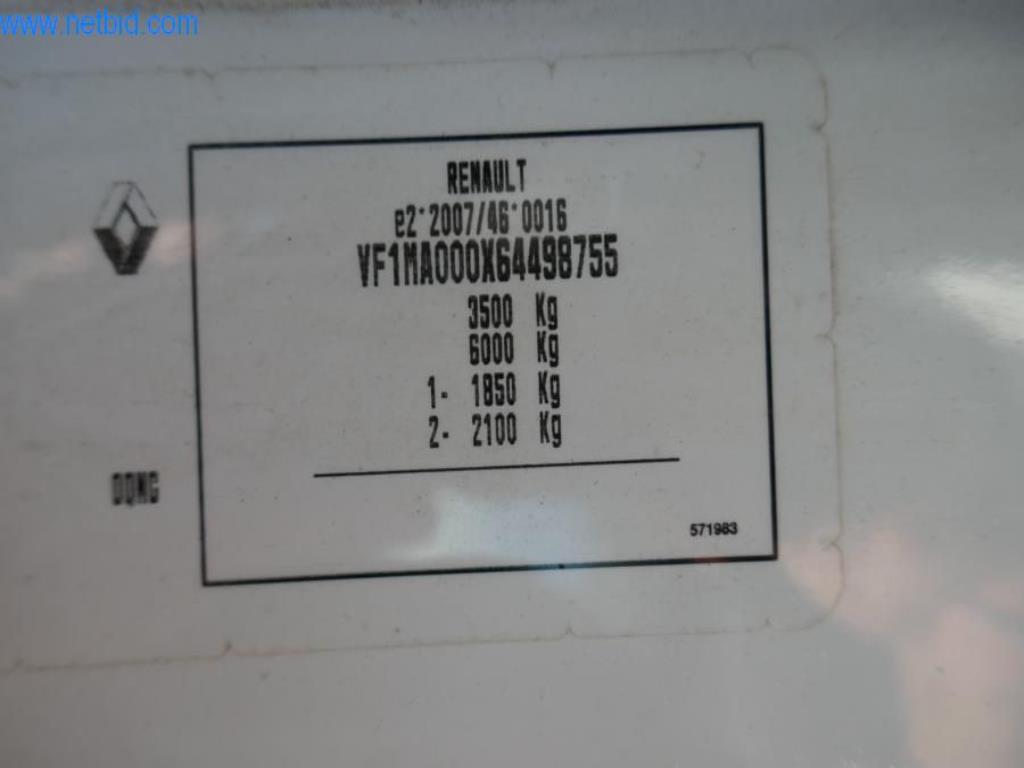 www.netbid.com
RENAULT
e2*2007/46*0016
VF1MA000X64498755
3500 Kg
6000 Kg
1- 1850 Kg
2- 2100 Kg
DQMG
571983